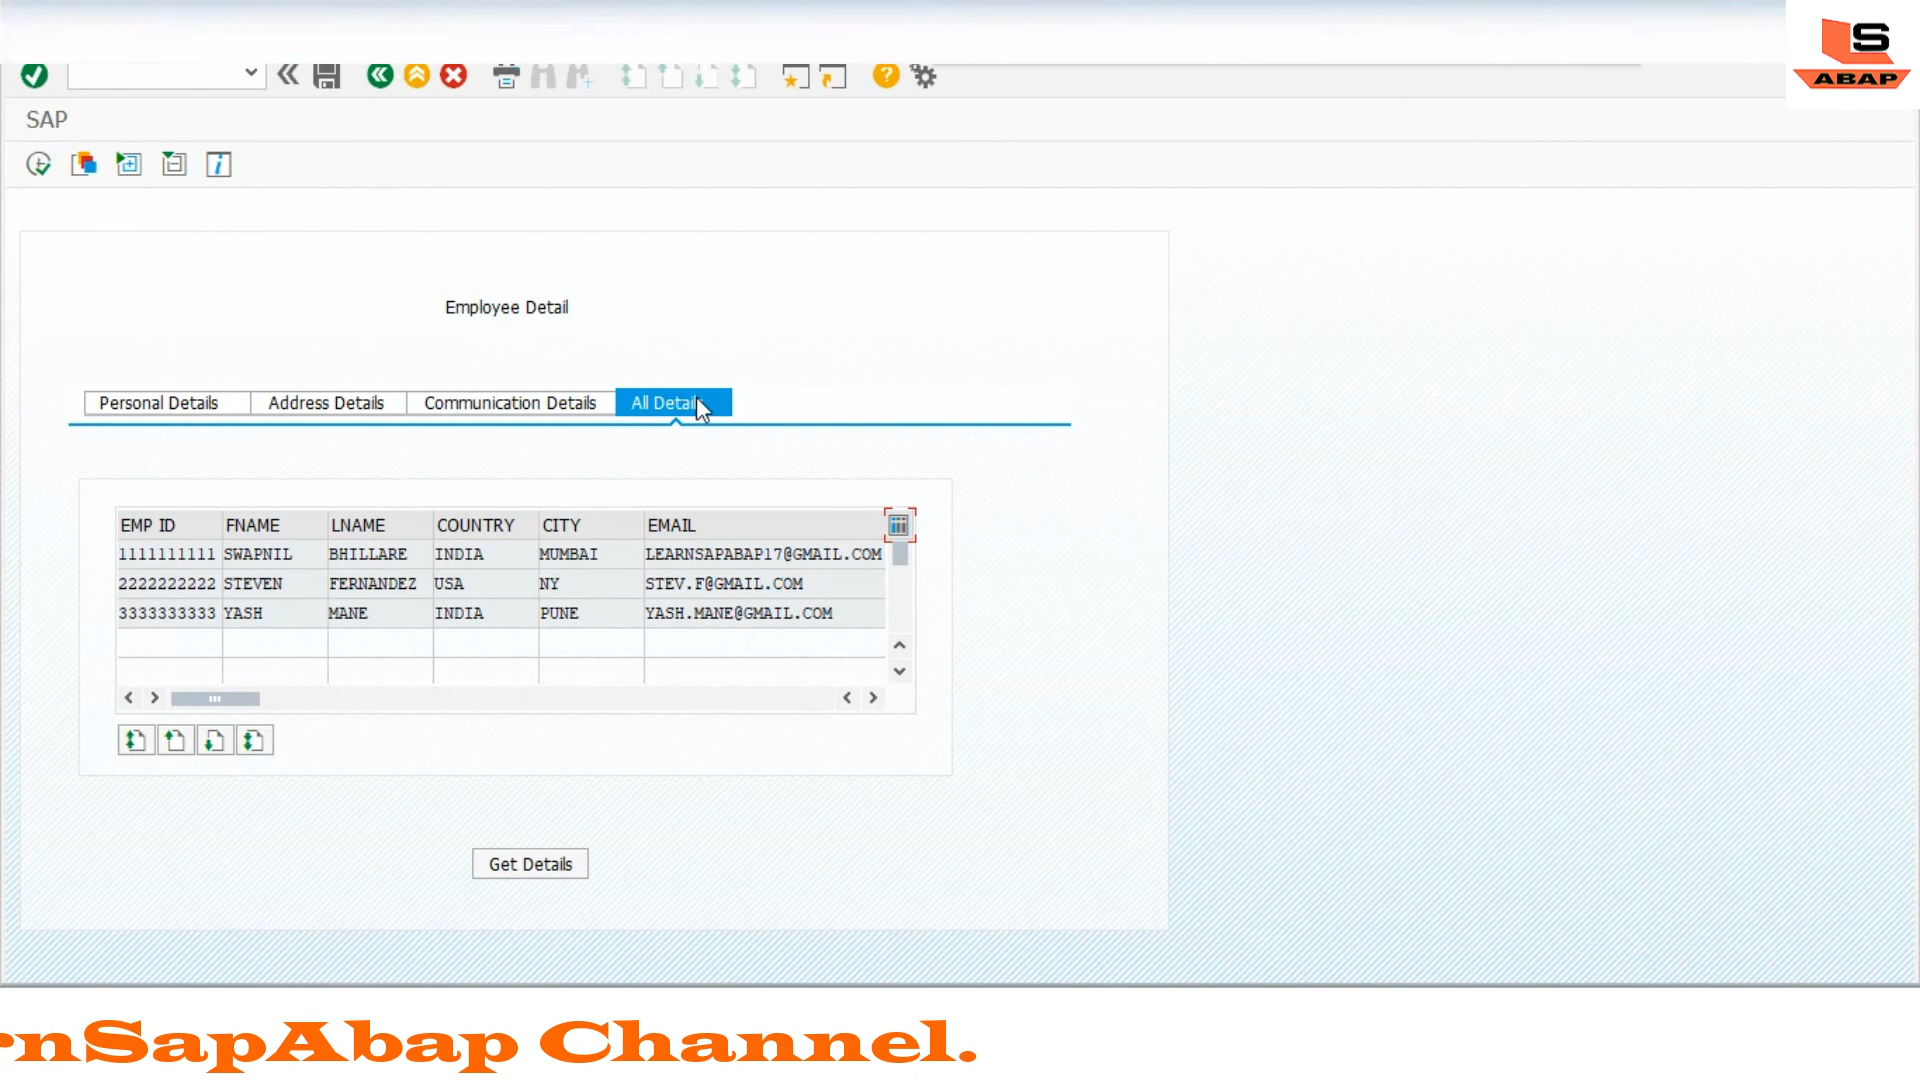 S
ABAP
SAP
Employee Detail
Personal Details Address Details Communication Details All Details
EMP ID FNAME LNAME COUNTRY CITY EMAIL
1111111111 SWAPNIL BHILLARE INDIA MUMBAI LEARNSAPABAP17@GMAIL.COM
2222222222 STEVEN FERNANDEZ USA NY STEV.F@GMAIL.COM
3333333333 YASH MANE INDIA PUNE YASH.MANE@GMAIL.COM
Get Details
rnSapAbap Channel.